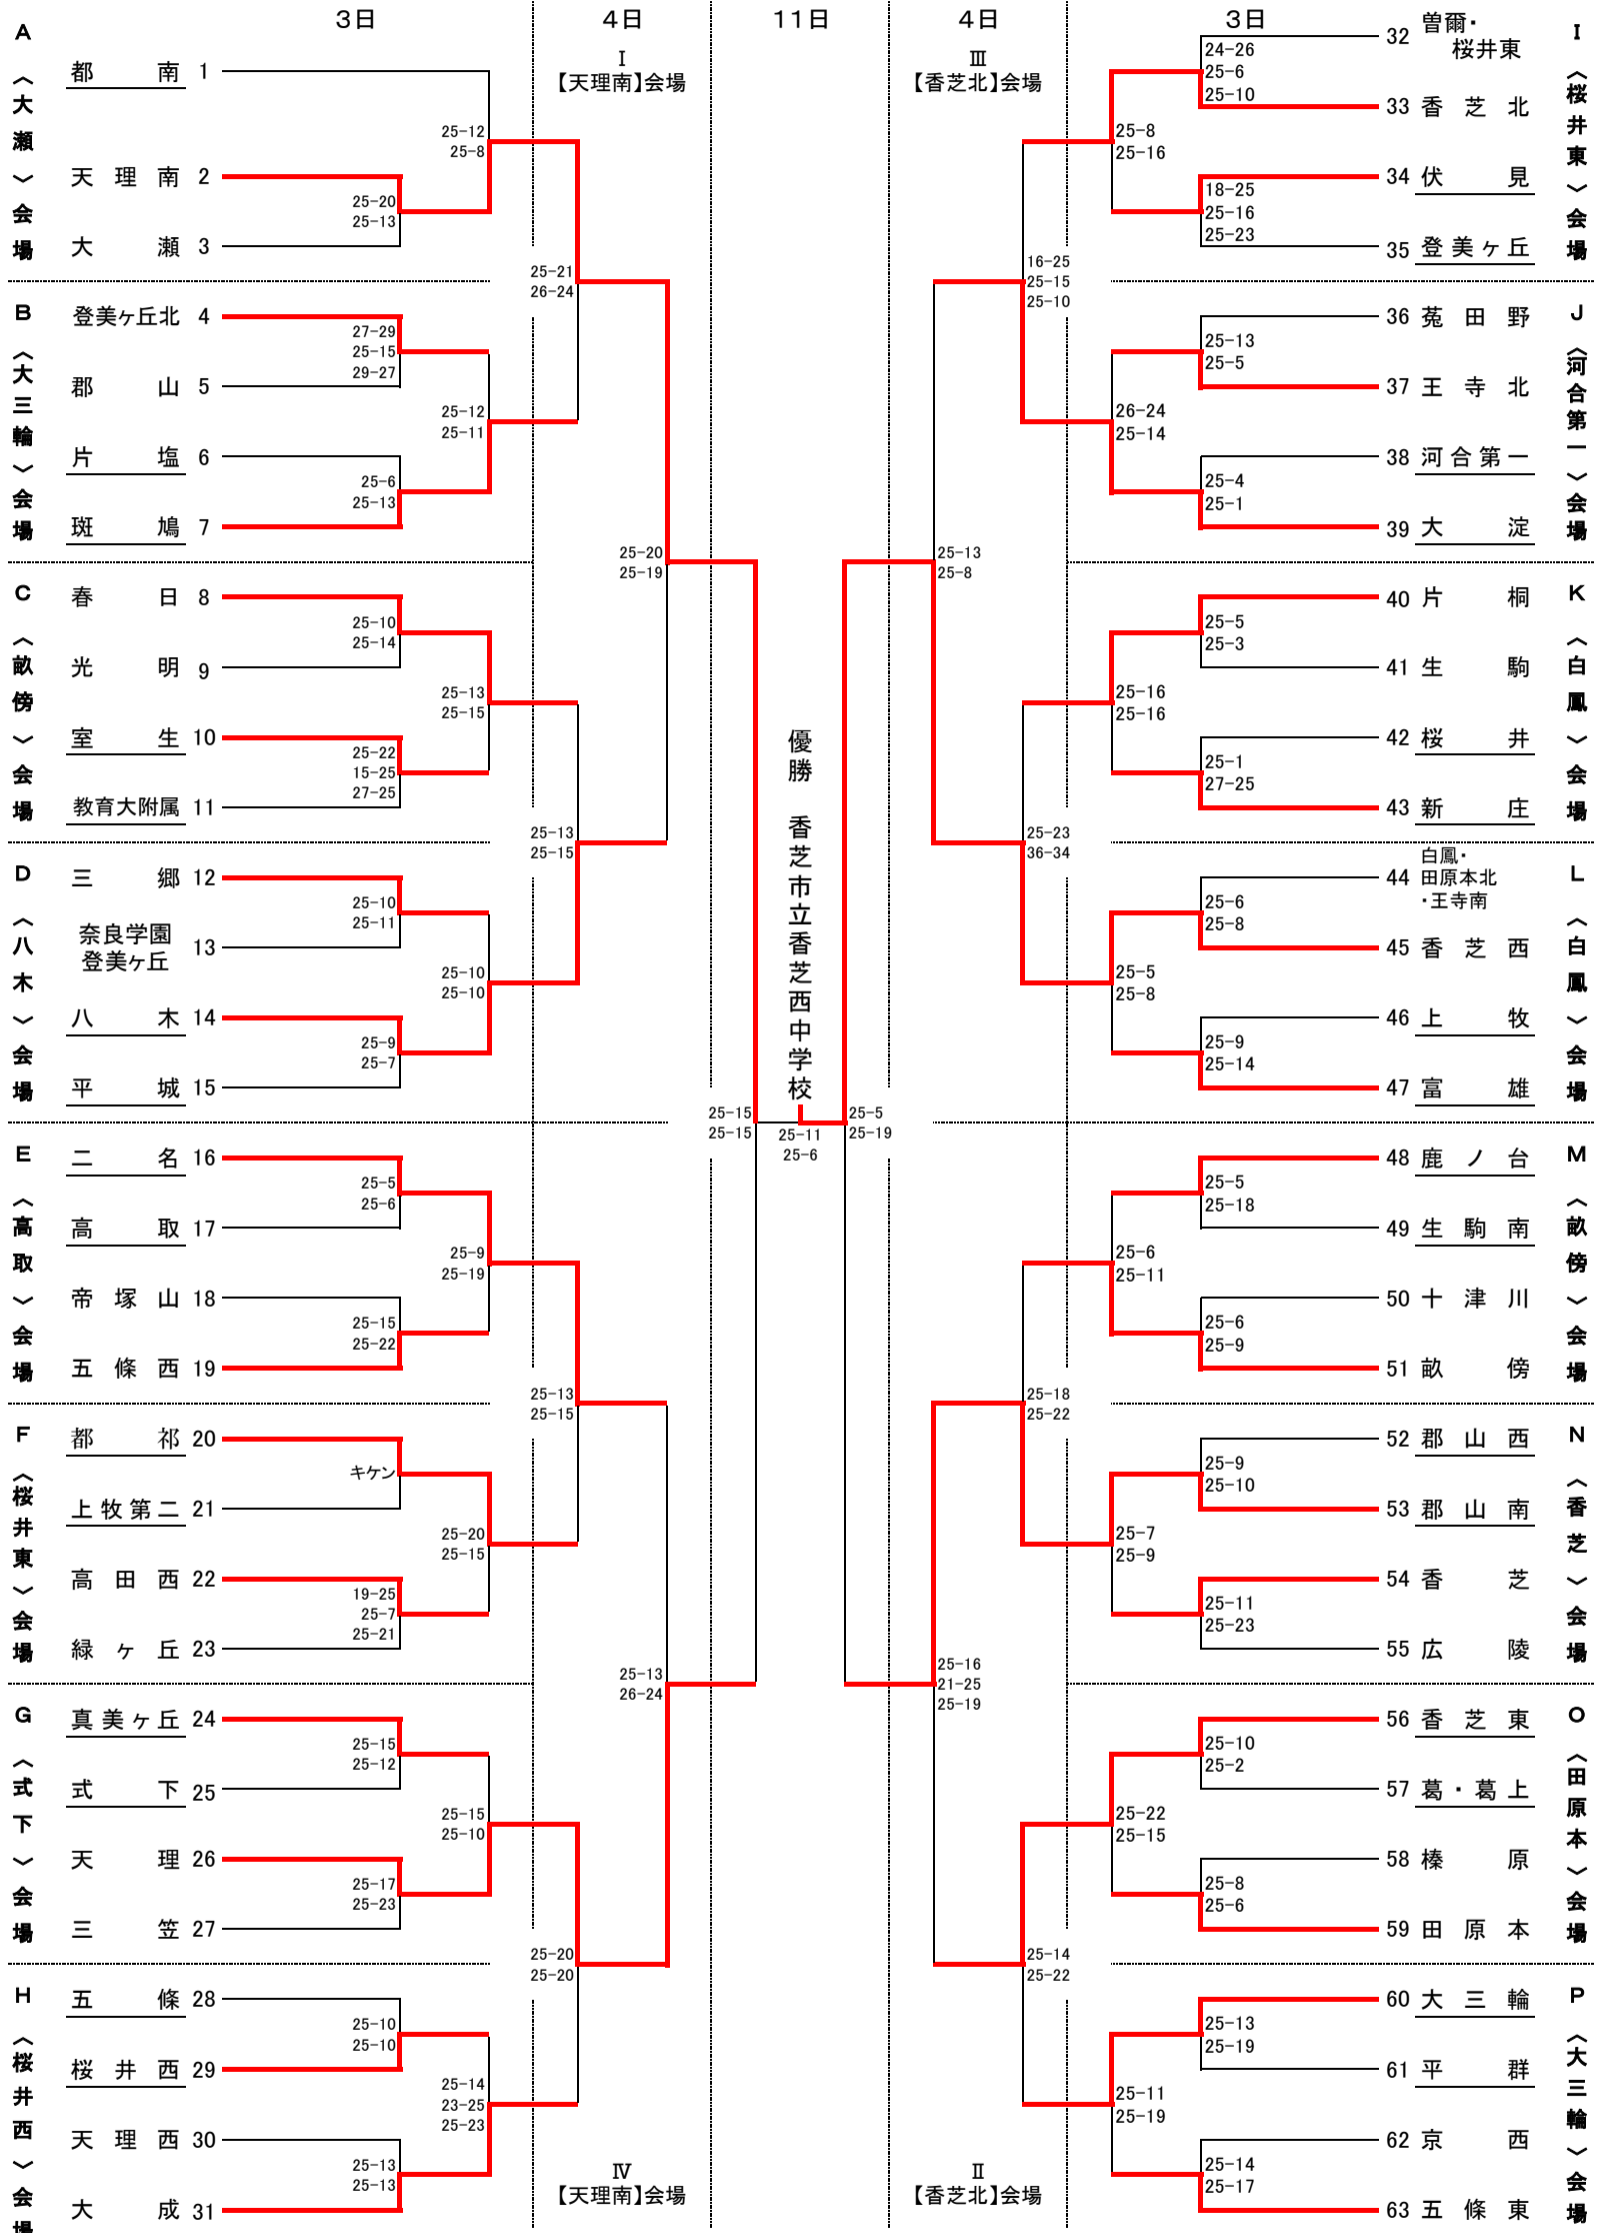 3日 4日 11日 4日 3日
Ⅰ
【天理南】会場
Ⅲ
【香芝北】会場
A
〈大瀬〉会場
都南 1
天理南 2
大瀬 3
25-20
25-13
25-12
25-8
B
〈大三輪〉会場
登美ヶ丘北 4
郡山 5
片塩 6
斑鳩 7
27-29
25-15
29-27
25-6
25-13
25-12
25-11
25-21
26-24
C
〈畝傍〉会場
春日 8
光明 9
室生 10
教育大附属 11
25-10
25-14
25-22
15-25
27-25
25-13
25-15
D
〈八木〉会場
三郷 12
奈良学園
登美ヶ丘 13
八木 14
平城 15
25-10
25-11
25-9
25-7
25-10
25-10
25-13
25-15
25-20
25-19
E
〈高取〉会場
二名 16
高取 17
帝塚山 18
五條西 19
25-5
25-6
25-15
25-22
25-9
25-19
F
〈桜井東〉会場
都祁 20
上牧第二 21
高田西 22
緑ヶ丘 23
キケン
19-25
25-7
25-21
25-20
25-15
25-13
25-15
G
〈式下〉会場
真美ヶ丘 24
式下 25
天理 26
三笠 27
25-15
25-12
25-17
25-23
25-15
25-10
H
〈桜井西〉会場
五條 28
桜井西 29
天理西 30
大成 31
25-10
25-10
25-13
25-13
25-14
23-25
25-23
25-20
25-20
25-13
26-24
Ⅳ
【天理南】会場
25-15
25-15
優勝 香芝市立香芝西中学校
25-11
25-6
25-5
25-19
I
〈桜井東〉会場
32 曽爾・
桜井東
33 香芝北
34 伏見
35 登美ヶ丘
24-26
25-6
25-10
18-25
25-16
25-23
25-8
25-16
J
〈河合第一〉会場
36 菟田野
37 王寺北
38 河合第一
39 大淀
25-13
25-5
25-4
25-1
26-24
25-14
16-25
25-15
25-10
K
〈白鳳〉会場
40 片桐
41 生駒
42 桜井
43 新庄
25-5
25-3
25-1
27-25
25-16
25-16
L
〈白鳳〉会場
44 白鳳・
田原本北
・王寺南
45 香芝西
46 上牧
47 富雄
25-6
25-8
25-9
25-14
25-5
25-8
25-23
36-34
25-13
25-8
M
〈畝傍〉会場
48 鹿ノ台
49 生駒南
50 十津川
51 畝傍
25-5
25-18
25-6
25-9
25-6
25-11
N
〈香芝〉会場
52 郡山西
53 郡山南
54 香芝
55 広陵
25-9
25-10
25-11
25-23
25-7
25-9
25-18
25-22
O
〈田原本〉会場
56 香芝東
57 葛・葛上
58 榛原
59 田原本
25-10
25-2
25-8
25-6
25-22
25-15
P
〈大三輪〉会場
60 大三輪
61 平群
62 京西
63 五條東
25-13
25-19
25-14
25-17
25-11
25-19
25-14
25-22
25-16
21-25
25-19
Ⅱ
【香芝北】会場